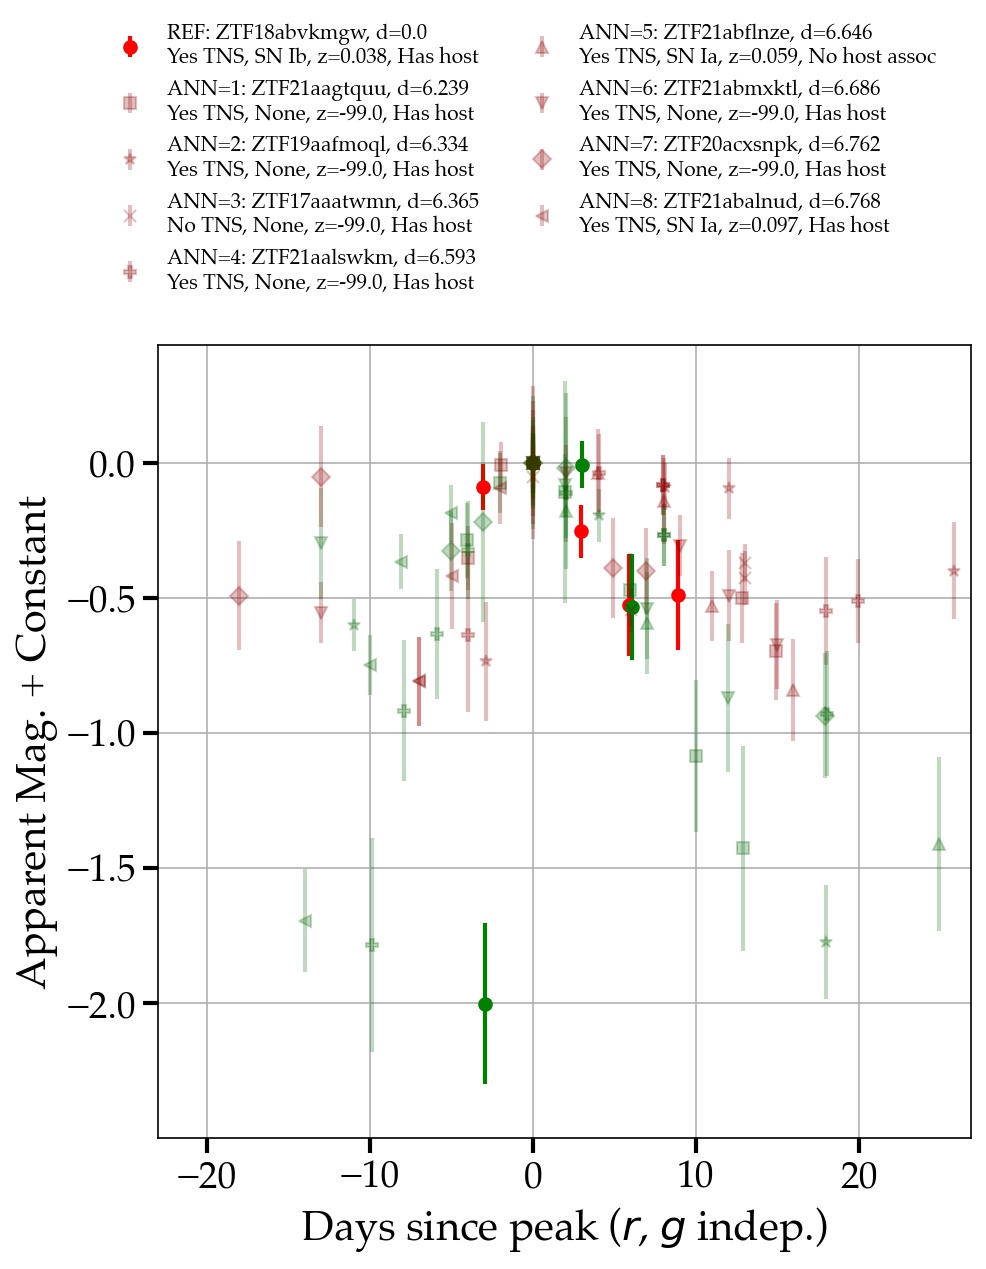 REF: ZTF18abvkmgw, d=0.0
Yes TNS, SN Ib, z=0.038, Has host
ANN=1: ZTF21aagtquu, d=6.239
Yes TNS, None, z=-99.0, Has host
ANN=2: ZTF19aafmoql, d=6.334
Yes TNS, None, z=-99.0, Has host
ANN=3: ZTF17aaatwmn, d=6.365
No TNS, None, z=-99.0, Has host
ANN=4: ZTF21aalswkm, d=6.593
Yes TNS, None, z=-99.0, Has host
ANN=5: ZTF21abflnze, d=6.646
Yes TNS, SN Ia, z=0.059, No host assoc
ANN=6: ZTF21abmxktl, d=6.686
Yes TNS, None, z=-99.0, Has host
ANN=7: ZTF20acxsnpk, d=6.762
Yes TNS, None, z=-99.0, Has host
ANN=8: ZTF21abalnud, d=6.768
Yes TNS, SN Ia, z=0.097, Has host
Apparent Mag. + Constant
0.0
−0.5
−1.0
−1.5
−2.0
−20 −10 0 10 20
Days since peak (r, g indep.)